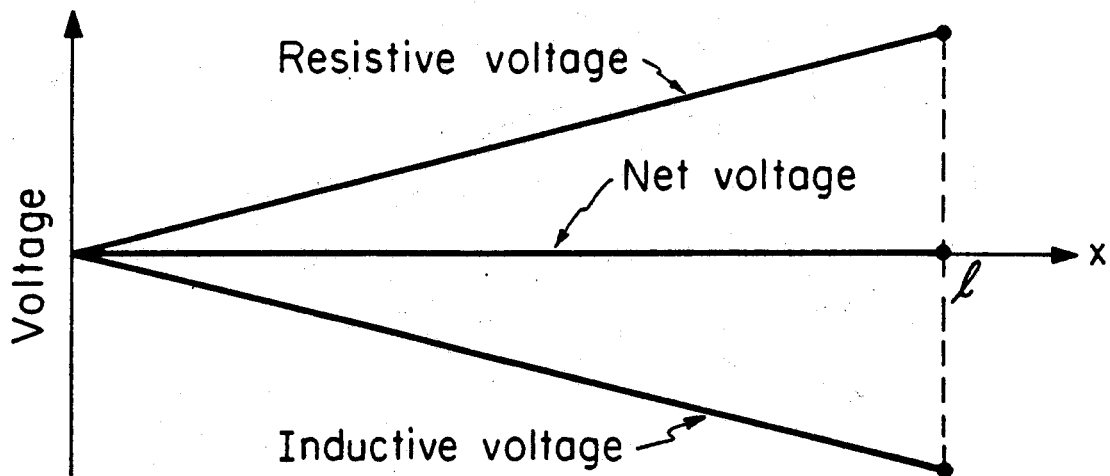 Resistive voltage
Net voltage
Voltage
x
ℓ
Inductive voltage